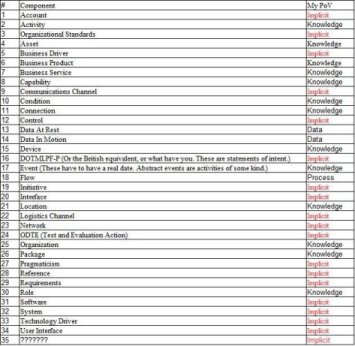 # Component My PoV
1 Account Implicit
2 Activity Knowledge
3 Organizational Standards Implicit
4 Asset Knowledge
5 Business Driver Implicit
6 Business Product Knowledge
7 Business Service Knowledge
8 Capability Knowledge
9 Communications Channel Implicit
10 Condition Knowledge
11 Connection Knowledge
12 Control Implicit
13 Data At Rest Data
14 Data In Motion Data
15 Device Knowledge
16 DOTMLPF-P (Or the British equivalent, or what have you. These are statements of intent.) Implicit
17 Event (These have to have a real date. Abstract events are activities of some kind.) Knowledge
18 Flow Process
19 Initiative Implicit
20 Interface Implicit
21 Location Knowledge
22 Logistics Channel Implicit
23 Network Implicit
24 ODTE (Test and Evaluation Action) Implicit
25 Organization Knowledge
26 Package Knowledge
27 Pragmaticism Implicit
28 Reference Implicit
29 Requirements Implicit
30 Role Knowledge
31 Software Implicit
32 System Implicit
33 Technology Driver Implicit
34 User Interface Implicit
35 ??????? Implicit